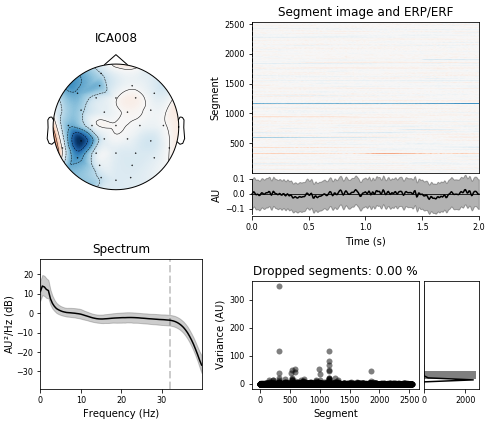 ICA008
Segment image and ERP/ERF
Segment
2500
2000
1500
1000
500
AU
0.1
0.0
−0.1
0.0 0.5 1.0 1.5 2.0
Time (s)
Spectrum
AU²/Hz (dB)
20
10
0
−10
−20
−30
0 10 20 30
Frequency (Hz)
Dropped segments: 0.00 %
Variance (AU)
300
200
100
0
0 500 1000 1500 2000 2500
Segment
0 2000